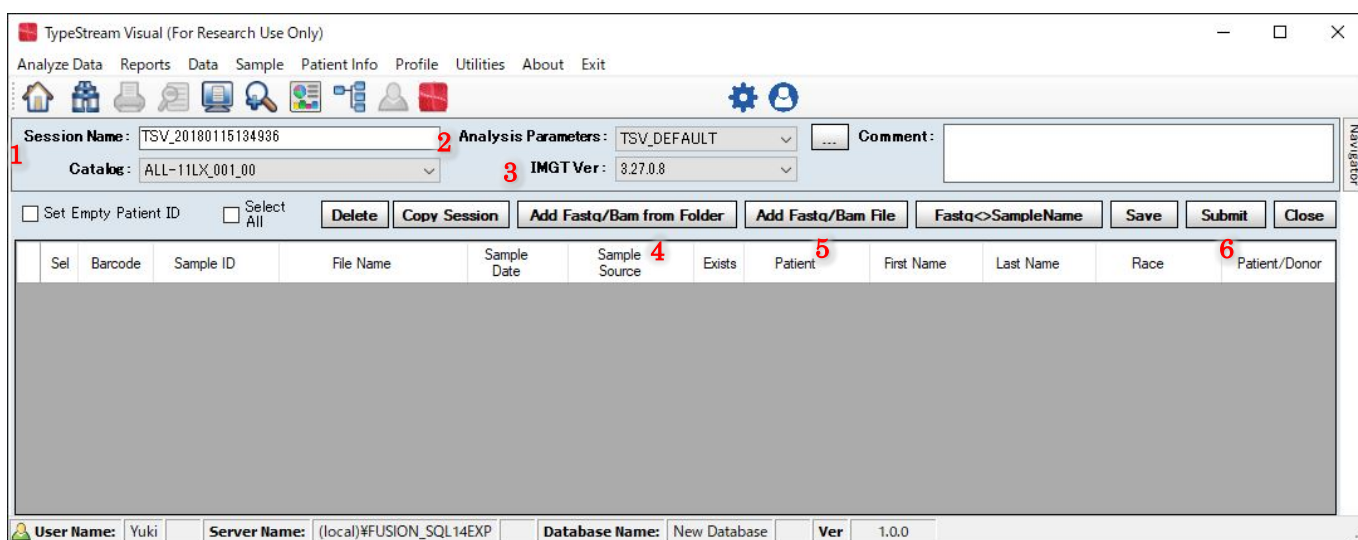 TypeStream Visual (For Research Use Only)
Analyze Data Reports Data Sample Patient Info Profile Utilities About Exit
Session Name: TSV_20180115134936 2 Analysis Parameters: TSV_DEFAULT ... Comment:
1
Catalog: ALL-11LX_001_00 3 IMGT Ver: 3.27.0.8
Navigator
Set Empty Patient ID Select All Delete Copy Session Add Fastq/Bam from Folder Add Fastq/Bam File Fastq<>SampleName Save Submit Close
4 5 6
Sel Barcode Sample ID File Name Sample Date Sample Source Exists Patient First Name Last Name Race Patient/Donor
User Name: Yuki Server Name: (local)¥FUSION_SQL14EXP Database Name: New Database Ver 1.0.0